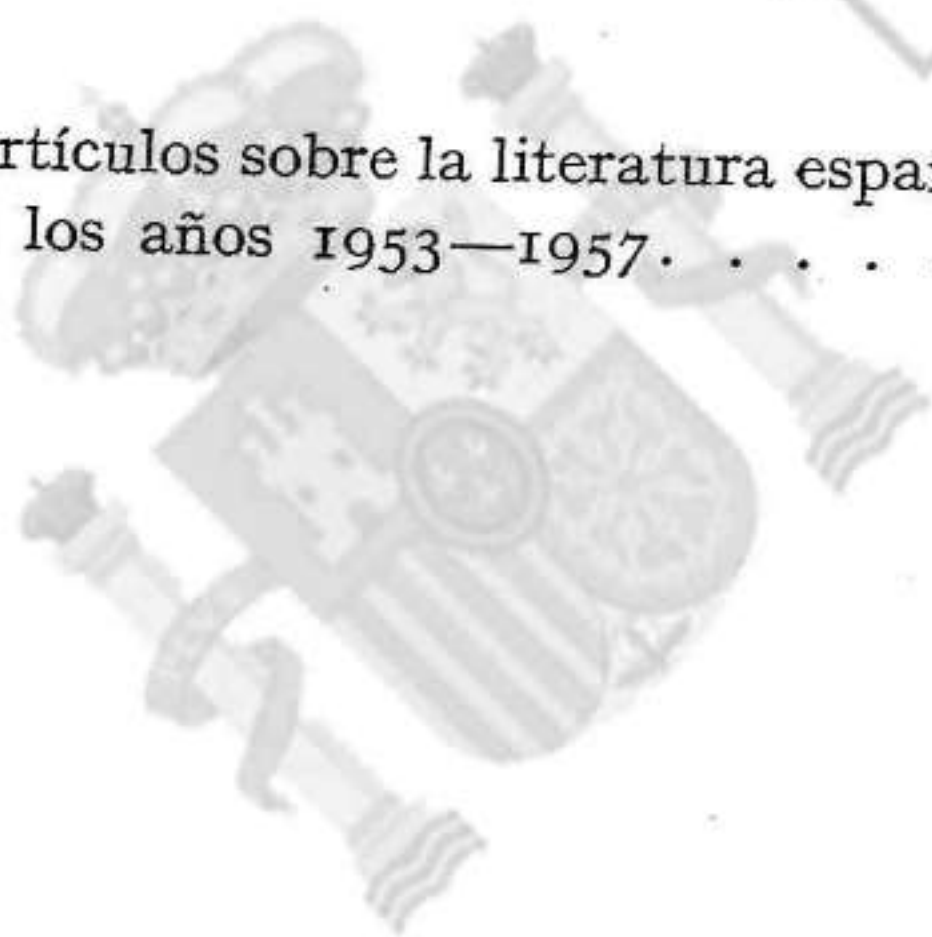 rtículos sobre la literatura espa
los años 1953—1957. . . . .